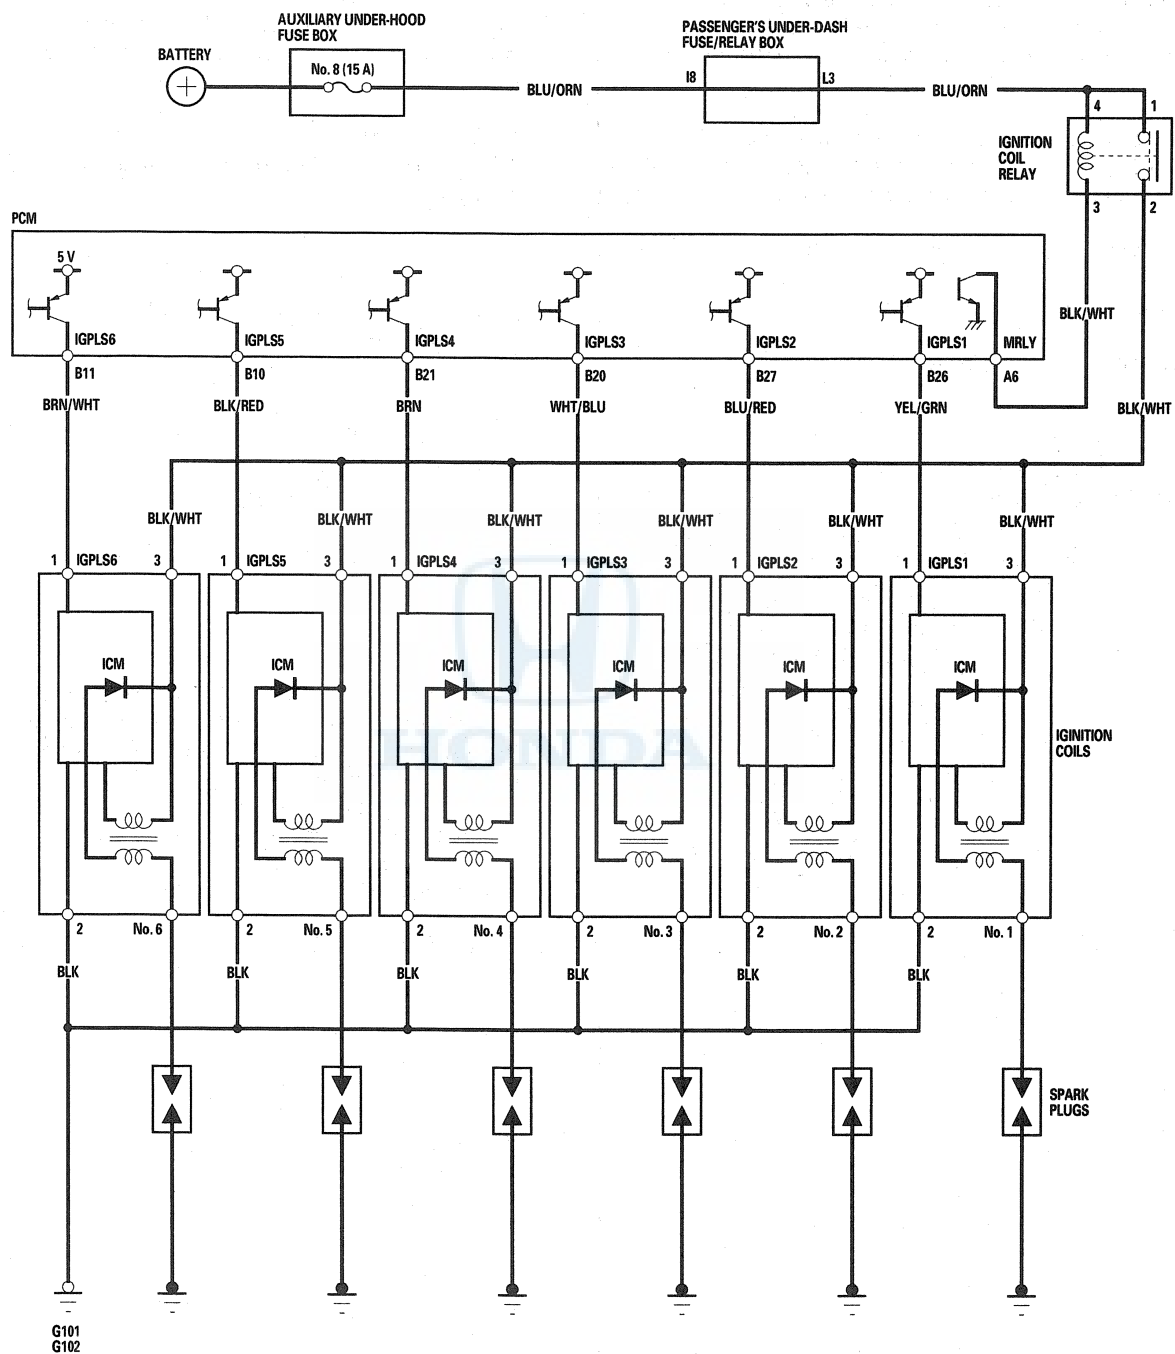 AUXILIARY UNDER-HOOD
FUSE BOX
PASSENGER'S UNDER-DASH
FUSE/RELAY BOX
BATTERY
No. 8 (15 A)
I8
L3
BLU/ORN
BLU/ORN
4
1
IGNITION
COIL
RELAY
3
2
PCM
5 V
IGPLS6
IGPLS5
IGPLS4
IGPLS3
IGPLS2
IGPLS1
MRLY
BLK/WHT
B11
B10
B21
B20
B27
B26
A6
BRN/WHT
BLK/RED
BRN
WHT/BLU
BLU/RED
YEL/GRN
BLK/WHT
BLK/WHT
BLK/WHT
BLK/WHT
BLK/WHT
BLK/WHT
BLK/WHT
1 IGPLS6 3
1 IGPLS5 3
1 IGPLS4 3
1 IGPLS3 3
1 IGPLS2 3
1 IGPLS1 3
ICM
ICM
ICM
ICM
ICM
ICM
HONDA
IGINITION
COILS
2 No. 6
2 No. 5
2 No. 4
2 No. 3
2 No. 2
2 No. 1
BLK
BLK
BLK
BLK
BLK
BLK
SPARK
PLUGS
G101
G102